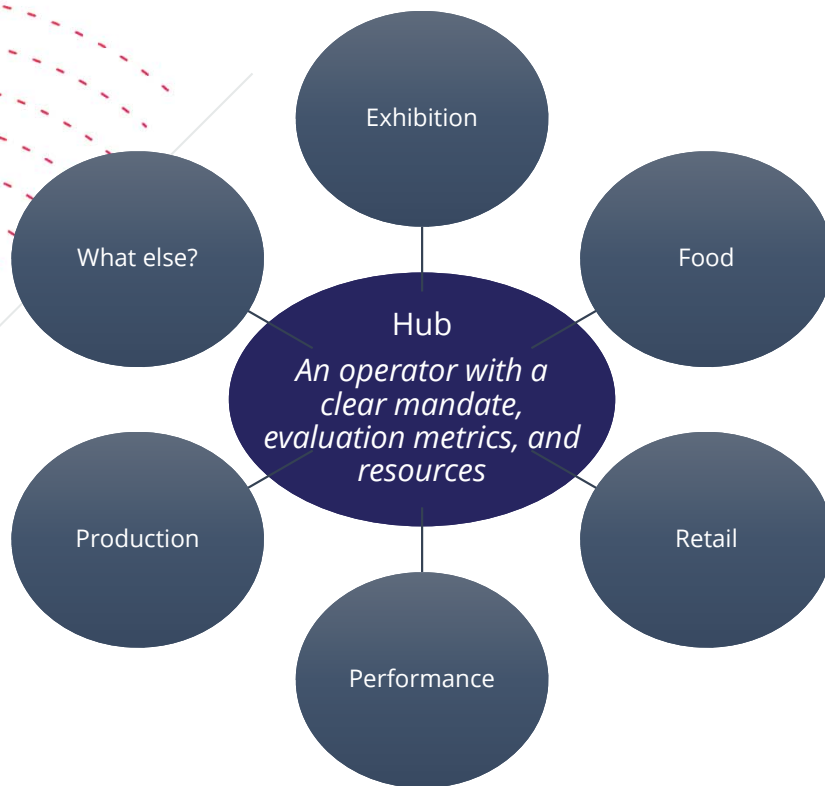 Exhibition
What else?
Food
Hub
An operator with a
clear mandate,
evaluation metrics, and
resources
Production
Retail
Performance